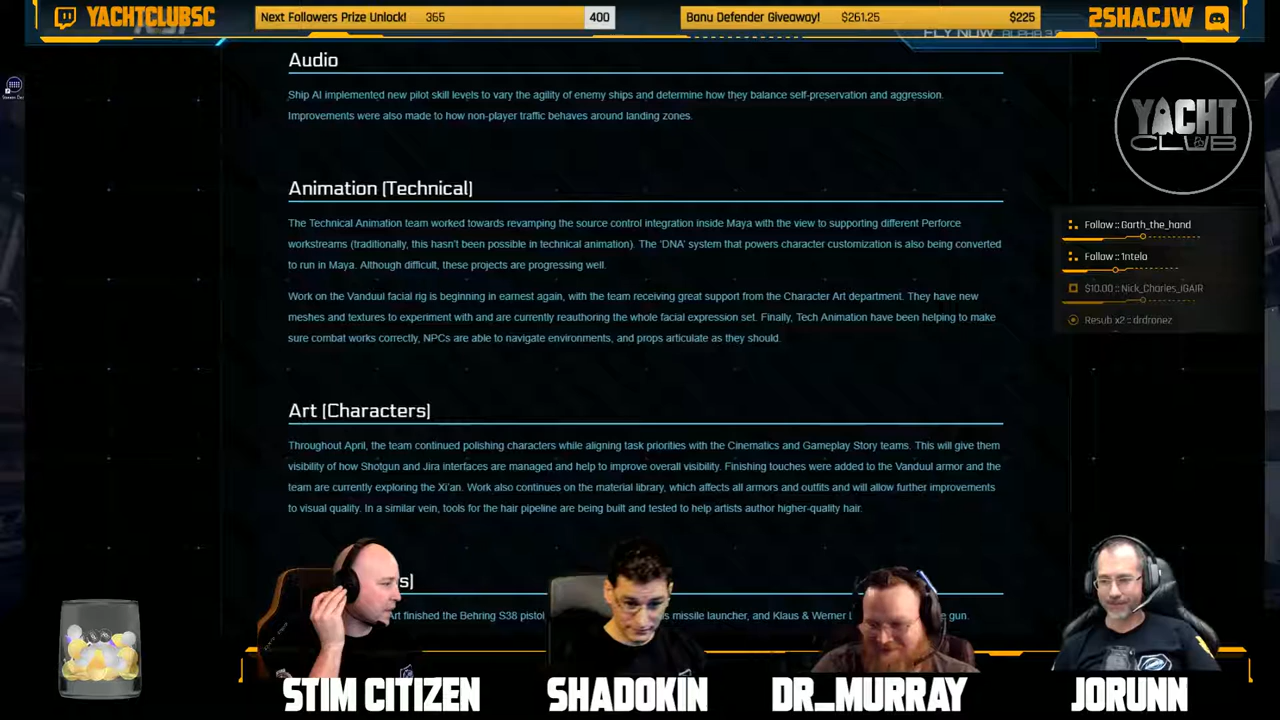 YACHTCLUBSC
Next Followers Prize Unlock! 365 400
Banu Defender Giveaway! $261.25 $225
2SHACJW
FLY NOW ALPHA 3.9
YACHT
CLUB
Audio
Ship AI implemented new pilot skill levels to vary the agility of enemy ships and determine how they balance self-preservation and aggression.
Improvements were also made to how non-player traffic behaves around landing zones.
Animation [Technical]
The Technical Animation team worked towards revamping the source control integration inside Maya with the view to supporting different Perforce
workstreams (traditionally, this hasn't been possible in technical animation). The 'DNA' system that powers character customization is also being converted
to run in Maya. Although difficult, these projects are progressing well.
Work on the Vanduul facial rig is beginning in earnest again, with the team receiving great support from the Character Art department. They have new
meshes and textures to experiment with and are currently reauthoring the whole facial expression set. Finally, Tech Animation have been helping to make
sure combat works correctly, NPCs are able to navigate environments, and props articulate as they should.
Follow :: Garth_the_hand
Follow :: 1ntela
$10.00 :: Nick_Charles_iGAIR
Resub x2 :: drdronez
Art [Characters]
Throughout April, the team continued polishing characters while aligning task priorities with the Cinematics and Gameplay Story teams. This will give them
visibility of how Shotgun and Jira interfaces are managed and help to improve overall visibility. Finishing touches were added to the Vanduul armor and the
team are currently exploring the Xi'an. Work also continues on the material library, which affects all armors and outfits and will allow further improvements
to visual quality. In a similar vein, tools for the hair pipeline are being built and tested to help artists author higher-quality hair.
s]
Art finished the Behring S38 pistol missile launcher, and Klaus & Werner gun.
STIM CITIZEN
SHADOKIN
DR_MURRAY
JORUNN